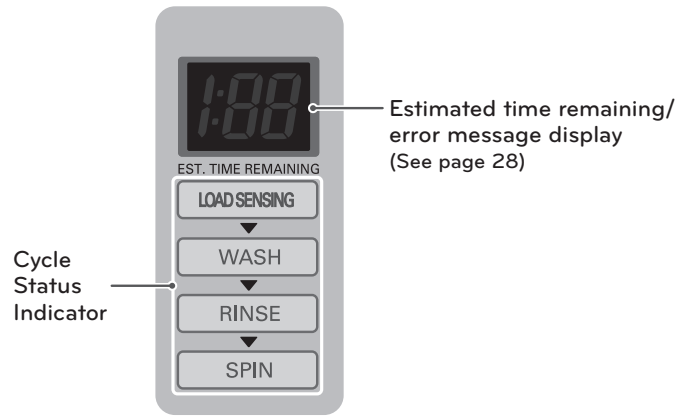 1:88
Estimated time remaining/
error message display
(See page 28)
EST. TIME REMAINING
LOAD SENSING
WASH
Cycle
Status
Indicator
RINSE
SPIN